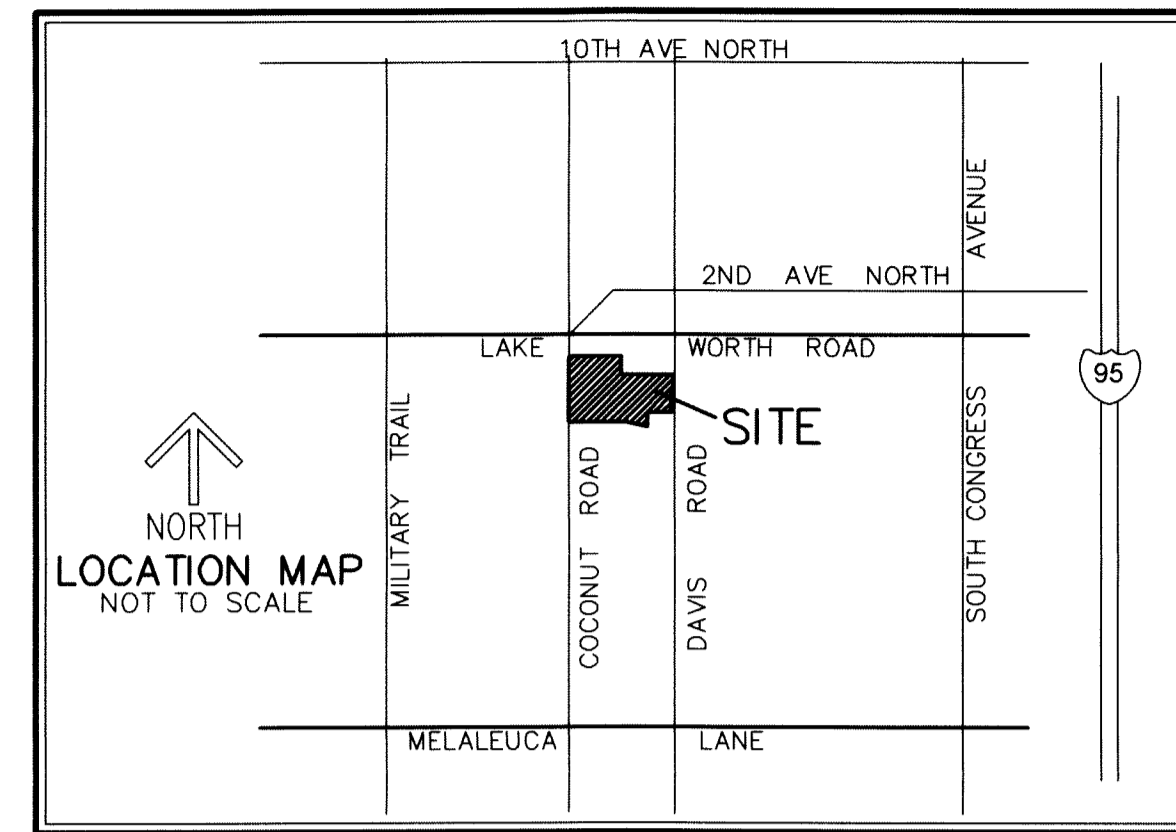 10TH AVE NORTH
SOUTH CONGRESS AVENUE
2ND AVE NORTH
LAKE WORTH ROAD
95
SITE
MILITARY TRAIL
COCONUT ROAD
DAVIS ROAD
NORTH
LOCATION MAP
NOT TO SCALE
MELALEUCA LANE